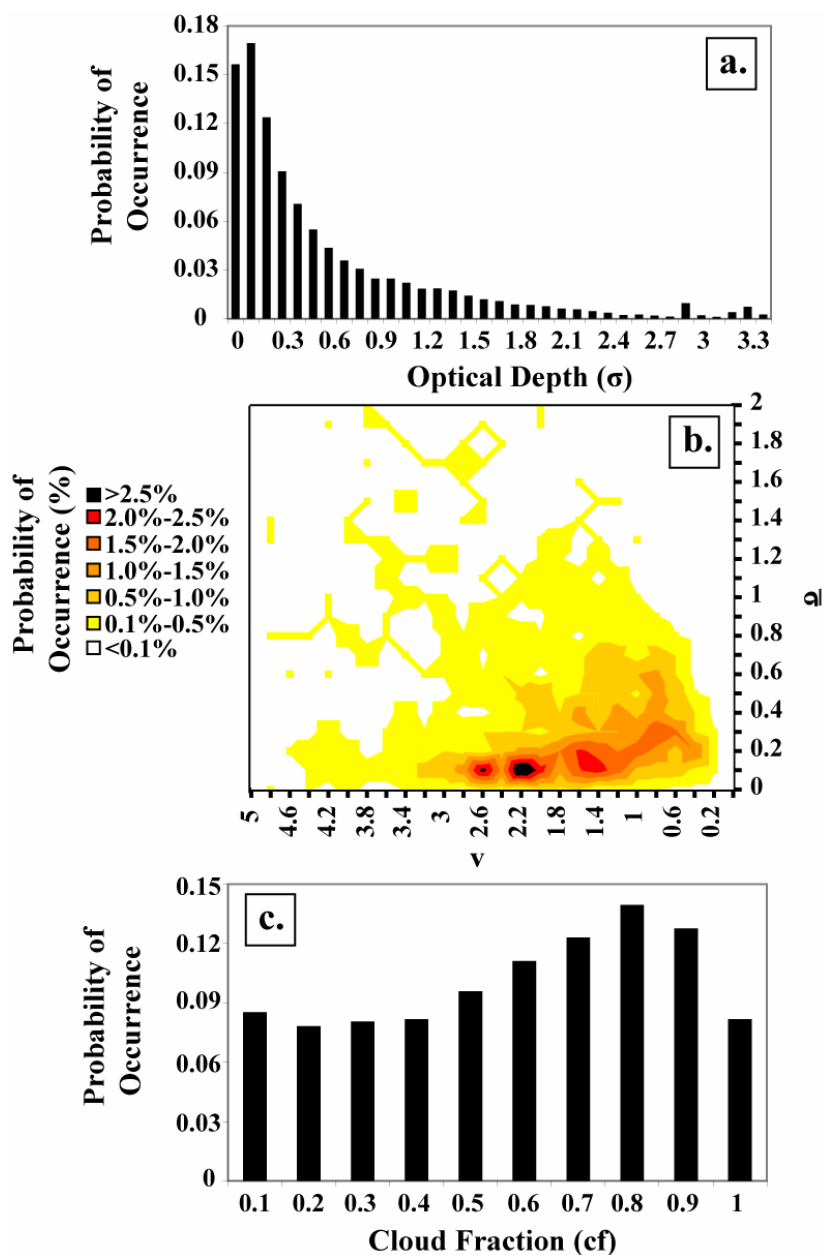 a.
Probability of
Occurrence
0.18
0.15
0.12
0.09
0.06
0.03
0
0 0.3 0.6 0.9 1.2 1.5 1.8 2.1 2.4 2.7 3 3.3
Optical Depth (σ)
b.
Probability of
Occurrence (%)
>2.5%
2.0%-2.5%
1.5%-2.0%
1.0%-1.5%
0.5%-1.0%
0.1%-0.5%
<0.1%
2
1.8
1.6
1.4
1.2
1
0.8
0.6
0.4
0.2
0
σ
5 4.6 4.2 3.8 3.4 3 2.6 2.2 1.8 1.4 1 0.6 0.2
v
c.
Probability of
Occurrence
0.15
0.12
0.09
0.06
0.03
0
0.1 0.2 0.3 0.4 0.5 0.6 0.7 0.8 0.9 1
Cloud Fraction (cf)